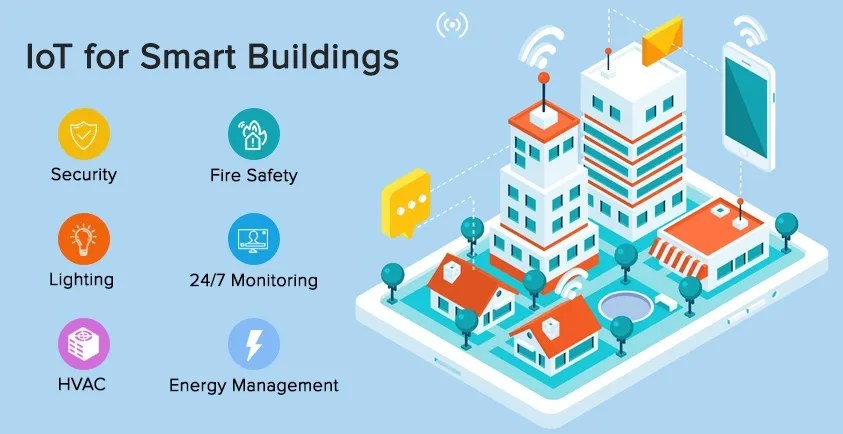 IoT for Smart Buildings
Security
Fire Safety
Lighting
24/7 Monitoring
HVAC
Energy Management